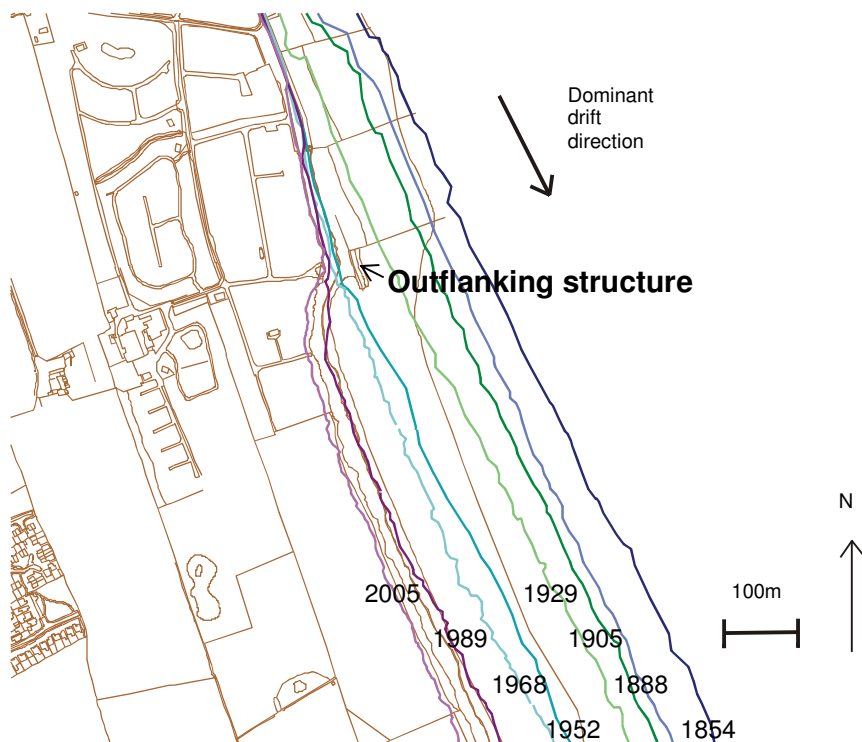 Dominant
drift
direction
Outflanking structure
N
100m
2005
1929
1989
1905
1968
1888
1952
1854